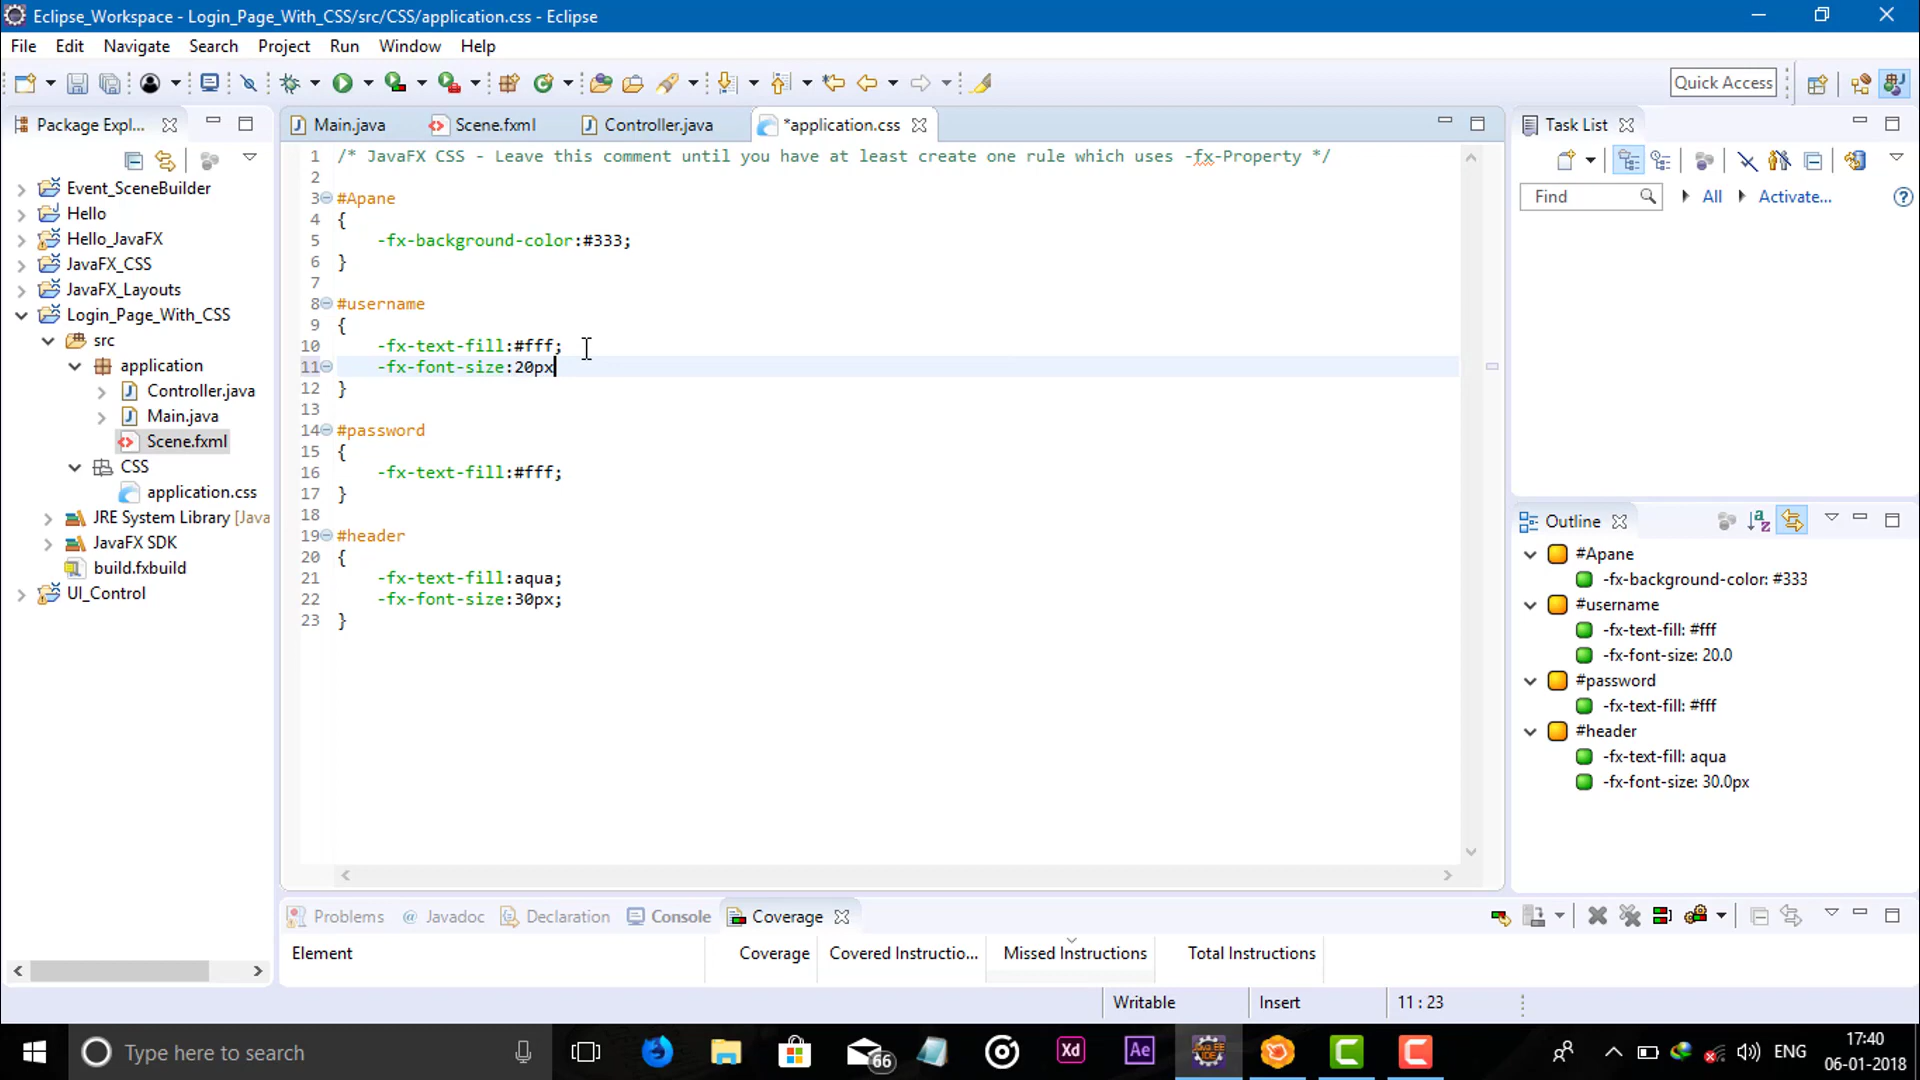 Eclipse_Workspace - Login_Page_With_CSS/src/CSS/application.css - Eclipse
File Edit Navigate Search Project Run Window Help
Quick Access
Package Expl...
Main.java
Scene.fxml
Controller.java
*application.css
Task List
Find
All
Activate...
Event_SceneBuilder
Hello
Hello_JavaFX
JavaFX_CSS
JavaFX_Layouts
Login_Page_With_CSS
src
application
Controller.java
Main.java
Scene.fxml
CSS
application.css
JRE System Library [Java
JavaFX SDK
build.fxbuild
UI_Control
1 /* JavaFX CSS - Leave this comment until you have at least create one rule which uses -fx-Property */
2
3 #Apane
4 {
5 -fx-background-color:#333;
6 }
7
8 #username
9 {
10 -fx-text-fill:#fff;
11 -fx-font-size:20px
12 }
13
14 #password
15 {
16 -fx-text-fill:#fff;
17 }
18
19 #header
20 {
21 -fx-text-fill:aqua;
22 -fx-font-size:30px;
23 }
Outline
#Apane
-fx-background-color: #333
#username
-fx-text-fill: #fff
-fx-font-size: 20.0
#password
-fx-text-fill: #fff
#header
-fx-text-fill: aqua
-fx-font-size: 30.0px
Problems @ Javadoc Declaration Console Coverage
Element Coverage Covered Instructio... Missed Instructions Total Instructions
Writable Insert 11 : 23
Type here to search
66
Xd
Ae
JAVA EE
IDE
ENG
17:40
06-01-2018